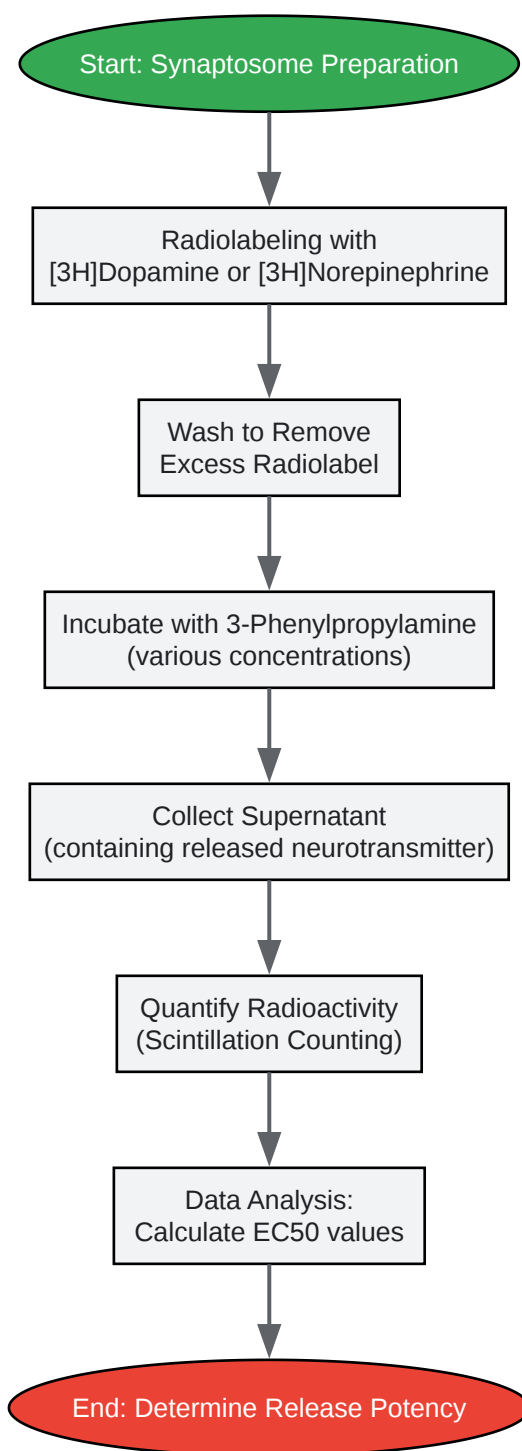 Start: Synaptosome Preparation
Radiolabeling with
[3H]Dopamine or [3H]Norepinephrine
Wash to Remove
Excess Radiolabel
Incubate with 3-Phenylpropylamine
(various concentrations)
Collect Supernatant
(containing released neurotransmitter)
Quantify Radioactivity
(Scintillation Counting)
Data Analysis:
Calculate EC50 values
End: Determine Release Potency